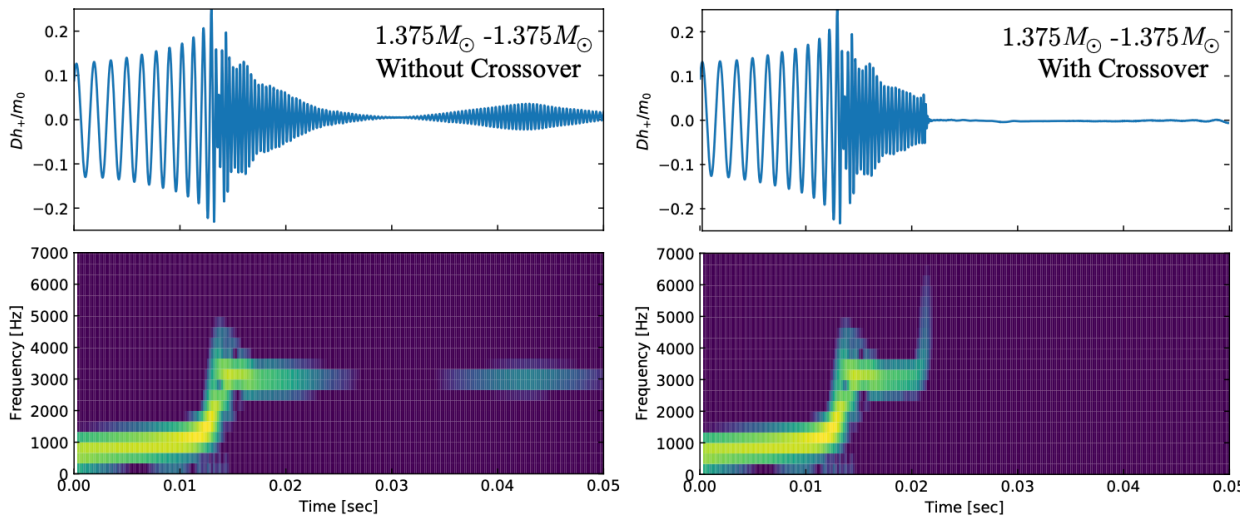 0.2
0.1
0.0
−0.1
−0.2
Dh₊/m₀
1.375M⊙ -1.375M⊙
Without Crossover
7000
6000
5000
4000
3000
2000
1000
0
Frequency [Hz]
0.00 0.01 0.02 0.03 0.04 0.05
Time [sec]
0.2
0.1
0.0
−0.1
−0.2
Dh₊/m₀
1.375M⊙ -1.375M⊙
With Crossover
7000
6000
5000
4000
3000
2000
1000
0
Frequency [Hz]
0.00 0.01 0.02 0.03 0.04 0.05
Time [sec]